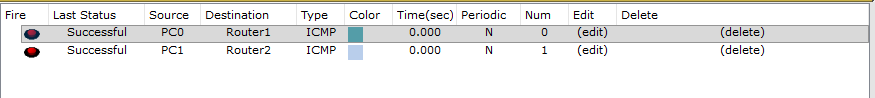 Fire Last Status Source Destination Type Color Time(sec) Periodic Num Edit Delete
Successful PC0 Router1 ICMP 0.000 N 0 (edit) (delete)
Successful PC1 Router2 ICMP 0.000 N 1 (edit) (delete)